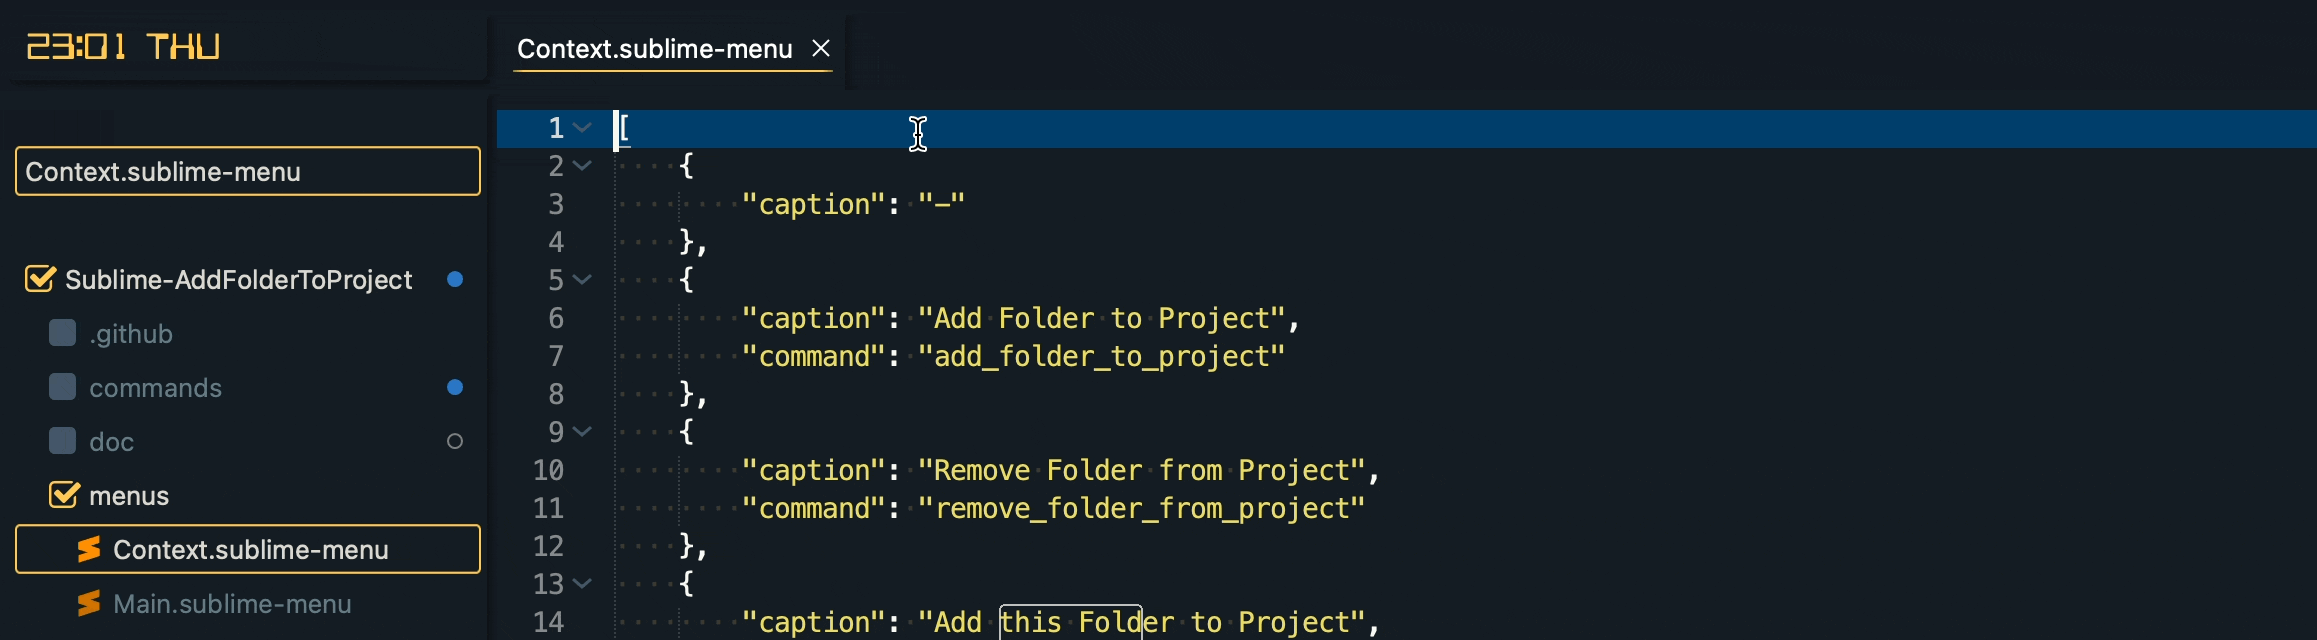 23:01 THU
Context.sublime-menu
Context.sublime-menu
Sublime-AddFolderToProject
.github
commands
doc
menus
Context.sublime-menu
Main.sublime-menu
1 [
2 {
3 "caption": "-"
4 },
5 {
6 "caption": "Add Folder to Project",
7 "command": "add_folder_to_project"
8 },
9 {
10 "caption": "Remove Folder from Project",
11 "command": "remove_folder_from_project"
12 },
13 {
14 "caption": "Add this Folder to Project",